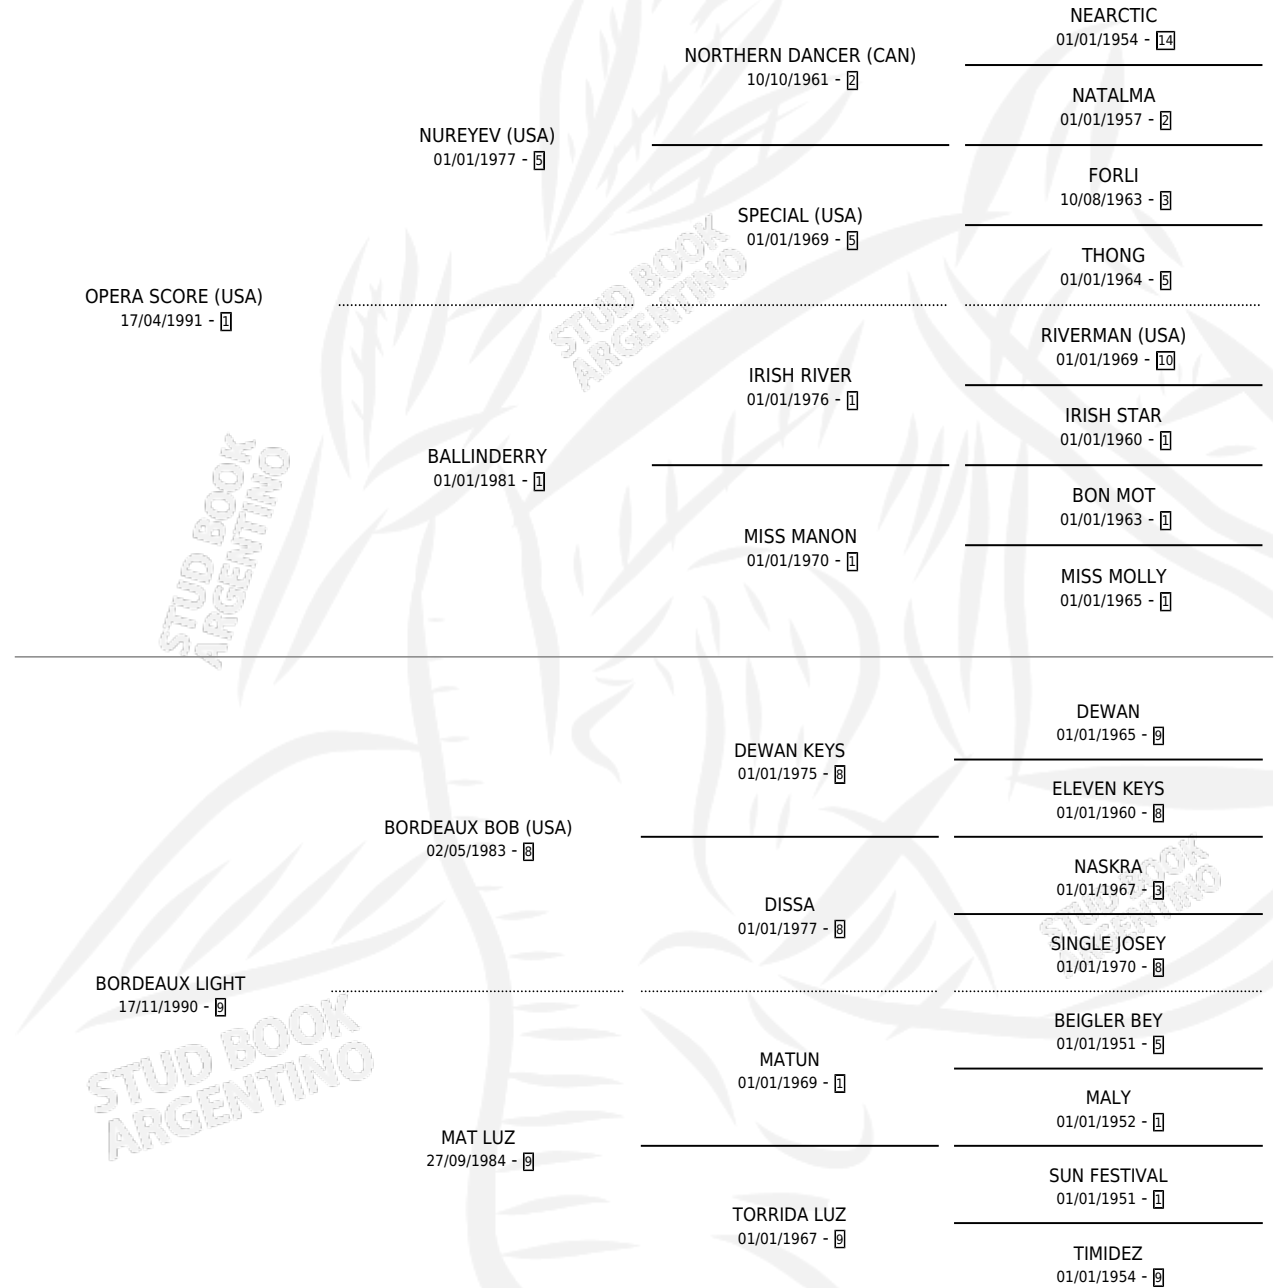 NEARCTIC
01/01/1954 - 14
NORTHERN DANCER (CAN)
10/10/1961 - 2
NATALMA
01/01/1957 - 2
NUREYEV (USA)
01/01/1977 - 5
FORLI
10/08/1963 - 3
SPECIAL (USA)
01/01/1969 - 5
THONG
01/01/1964 - 5
OPERA SCORE (USA)
17/04/1991 - 1
RIVERMAN (USA)
01/01/1969 - 10
IRISH RIVER
01/01/1976 - 1
IRISH STAR
01/01/1960 - 1
BALLINDERRY
01/01/1981 - 1
BON MOT
01/01/1963 - 1
MISS MANON
01/01/1970 - 1
MISS MOLLY
01/01/1965 - 1
DEWAN
01/01/1965 - 9
DEWAN KEYS
01/01/1975 - 8
ELEVEN KEYS
01/01/1960 - 8
BORDEAUX BOB (USA)
02/05/1983 - 8
NASKRA
01/01/1967 - 3
DISSA
01/01/1977 - 8
SINGLE JOSEY
01/01/1970 - 8
BORDEAUX LIGHT
17/11/1990 - 9
BEIGLER BEY
01/01/1951 - 5
MATUN
01/01/1969 - 1
MALY
01/01/1952 - 1
MAT LUZ
27/09/1984 - 9
SUN FESTIVAL
01/01/1951 - 1
TORRIDA LUZ
01/01/1967 - 9
TIMIDEZ
01/01/1954 - 9
STUD BOOK
ARGENTINO
STUD BOOK
ARGENTINO
STUD BOOK
ARGENTINO
STUD BOOK
ARGENTINO